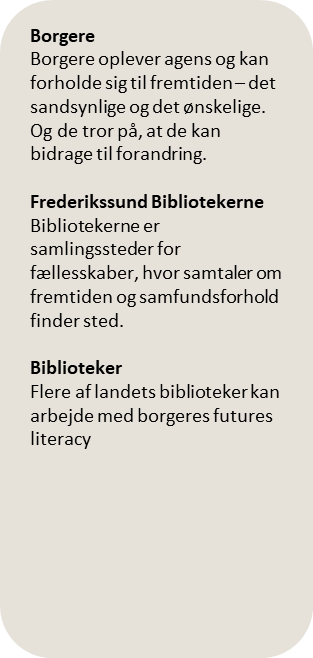 Borgere
Borgere oplever agens og kan
forholde sig til fremtiden – det
sandsynlige og det ønskelige.
Og de tror på, at de kan
bidrage til forandring.

Frederikssund Bibliotekerne
Bibliotekerne er
samlingssteder for
fællesskaber, hvor samtaler om
fremtiden og samfundsforhold
finder sted.

Biblioteker
Flere af landets biblioteker kan
arbejde med borgeres futures
literacy